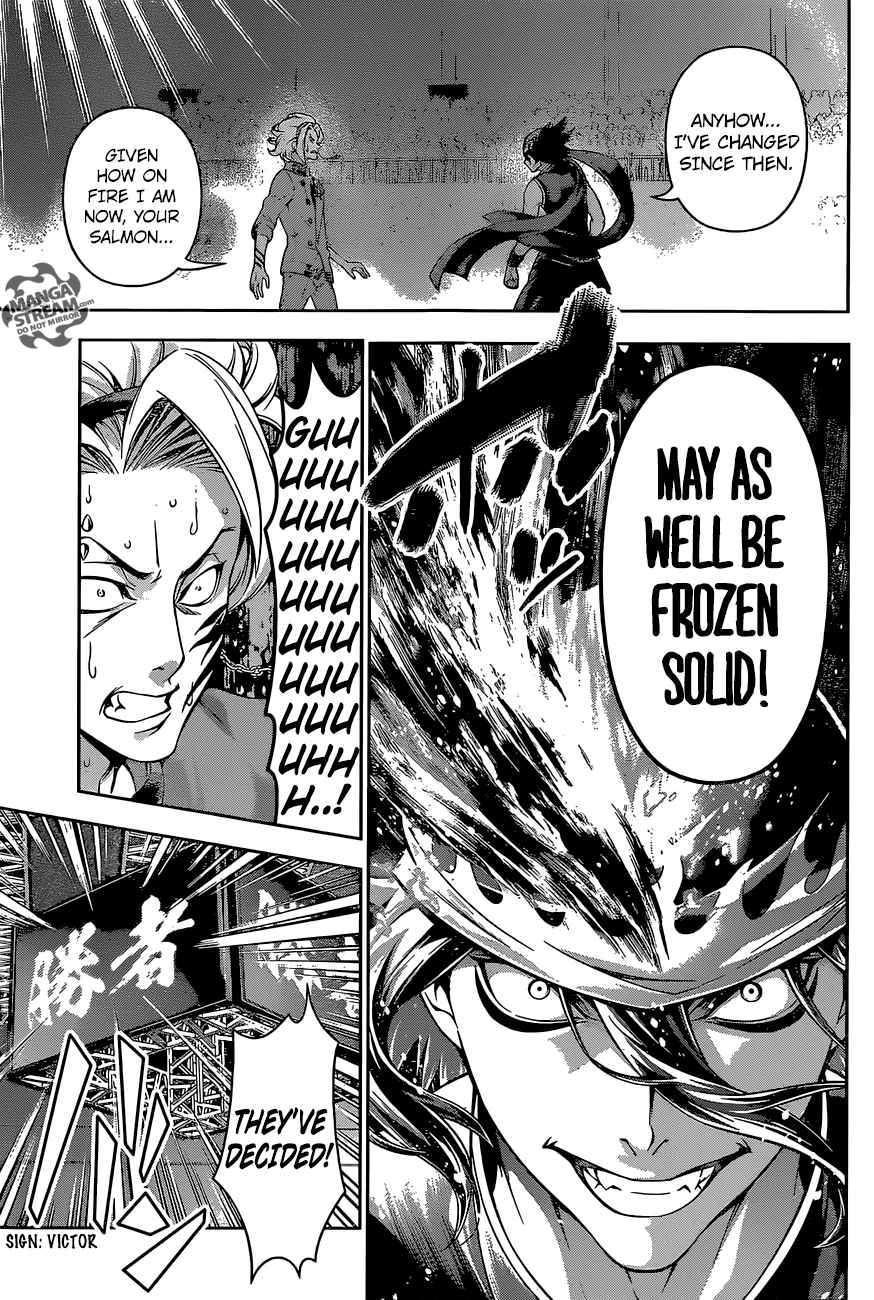 ANYHOW...
I'VE CHANGED
SINCE THEN.
GIVEN
HOW ON
FIRE I AM
NOW, YOUR
SALMON...
MANGA
STREAM.com
DO NOT MIRROR
MAY AS
WELL BE
FROZEN
SOLID!
GUU
UUU
UUU
UUU
UUU
UUU
UUU
UUU
UHH
H..!
勝者
THEY'VE
DECIDED!
SIGN: VICTOR